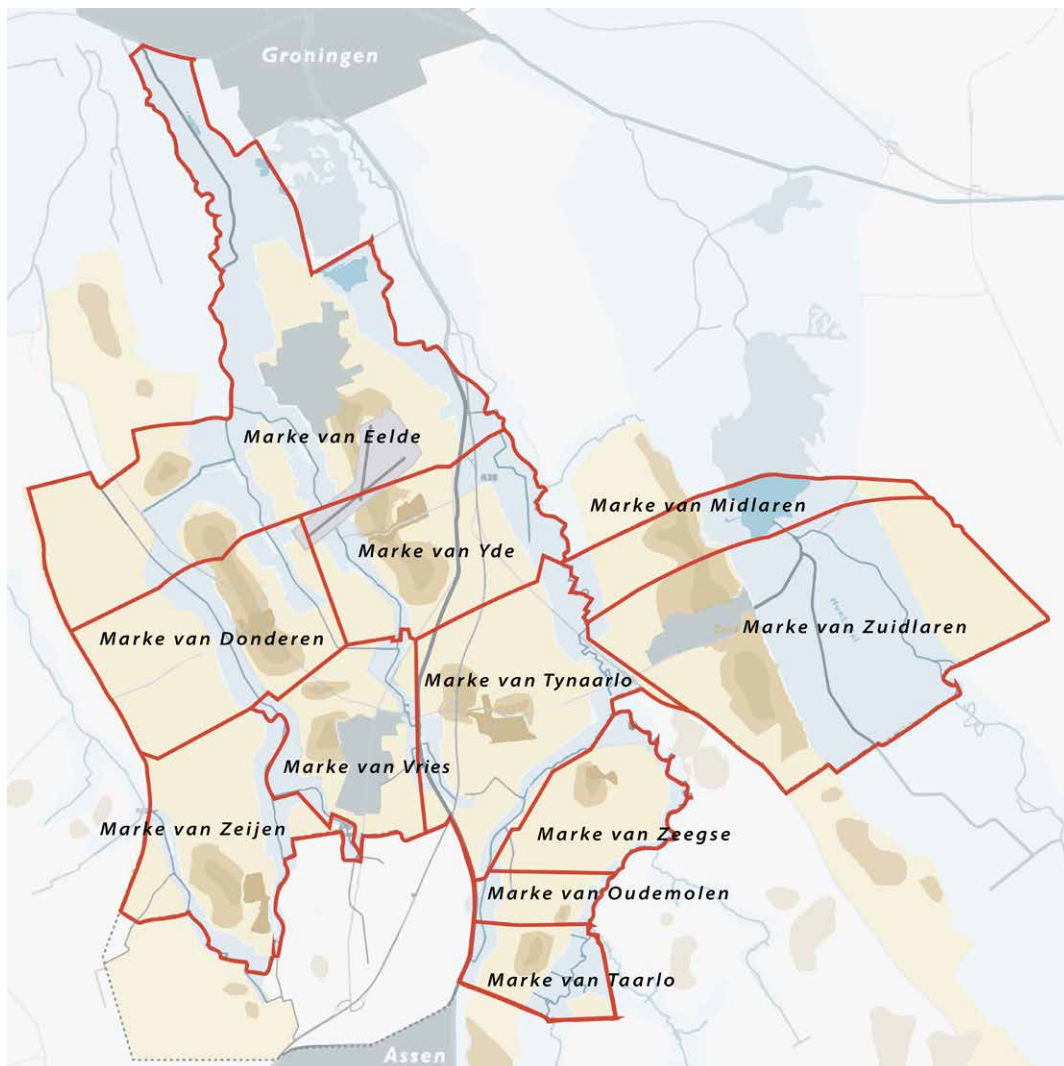 Groningen
Marke van Eelde
A28
Marke van Midlaren
Marke van Yde
Marke van Donderen
Marke van Zuidlaren
Marke van Tynaarlo
Marke van Vries
Marke van Zeijen
Marke van Zeegse
Marke van Oudemolen
Marke van Taarlo
Assen